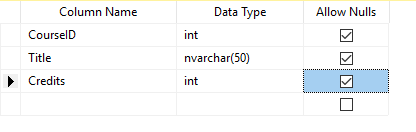 Column Name Data Type Allow Nulls
CourseID int
Title nvarchar(50)
Credits int